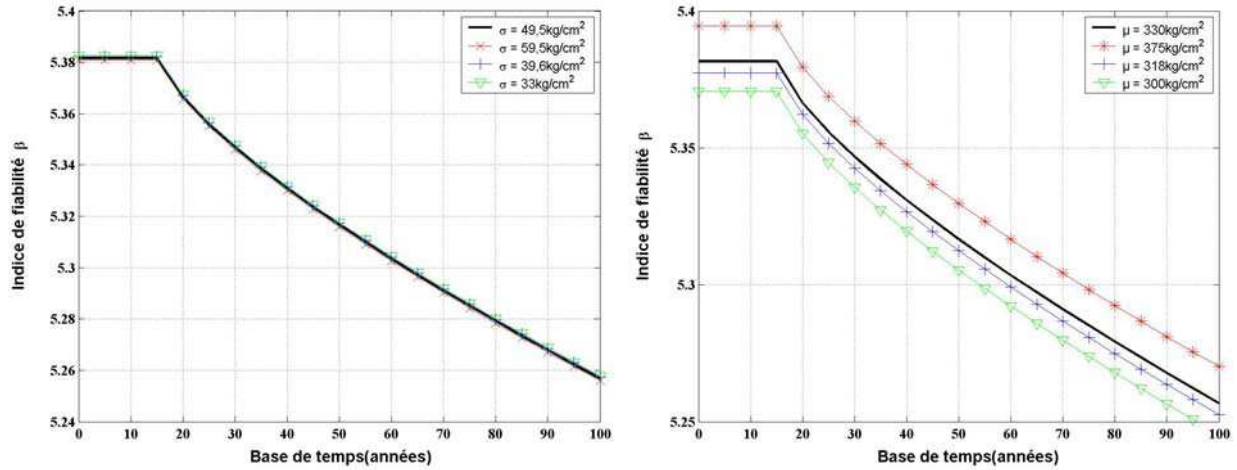 5.4
5.38
5.36
5.34
5.32
5.3
5.28
5.26
5.24
Indice de fiabilité β
0 10 20 30 40 50 60 70 80 90 100
Base de temps(années)
σ = 49,5kg/cm²
σ = 59,5kg/cm²
σ = 39,6kg/cm²
σ = 33kg/cm²
5.4
5.35
5.3
5.25
Indice de fiabilité β
0 10 20 30 40 50 60 70 80 90 100
Base de temps(années)
μ = 330kg/cm²
μ = 375kg/cm²
μ = 318kg/cm²
μ = 300kg/cm²